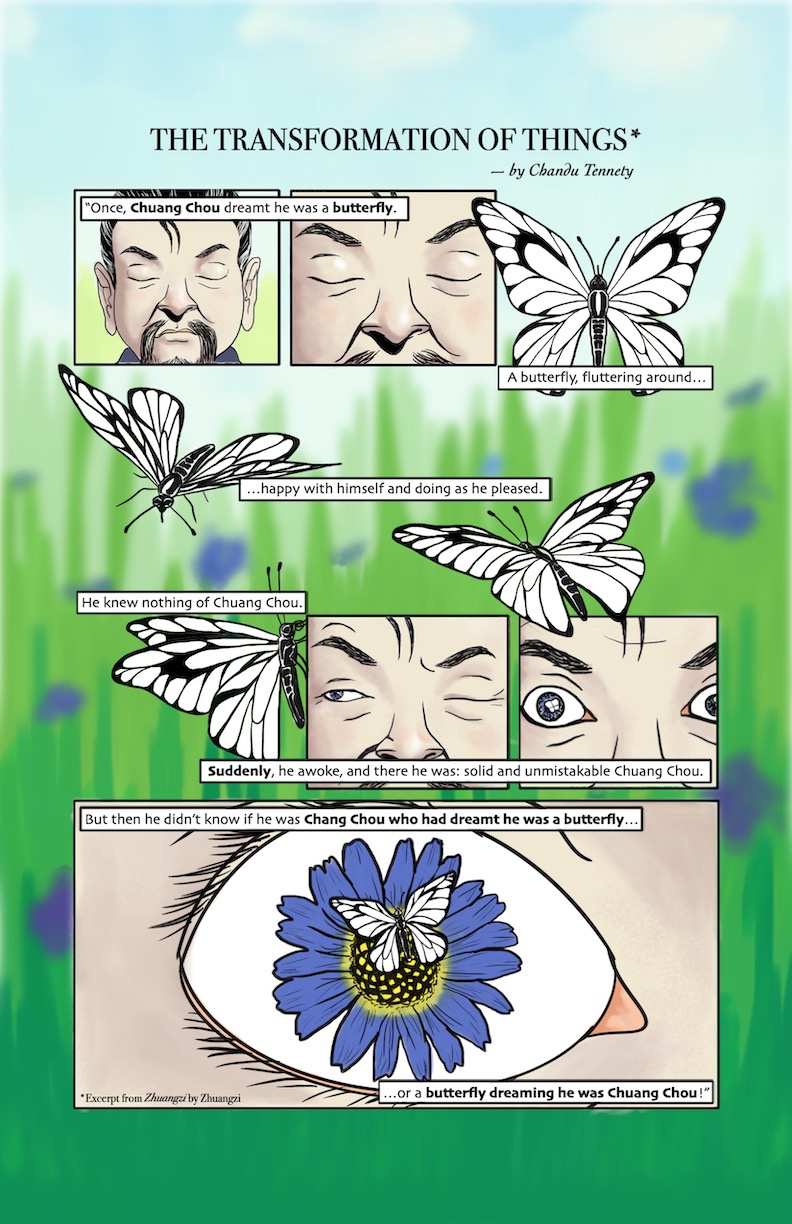 THE TRANSFORMATION OF THINGS*
— by Chandu Tennety
“Once, Chuang Chou dreamt he was a butterfly.
A butterfly, fluttering around…
…happy with himself and doing as he pleased.
He knew nothing of Chuang Chou.
Suddenly, he awoke, and there he was: solid and unmistakable Chuang Chou.
But then he didn’t know if he was Chang Chou who had dreamt he was a butterfly…
…or a butterfly dreaming he was Chuang Chou!”
*Excerpt from Zhuangzi by Zhuangzi